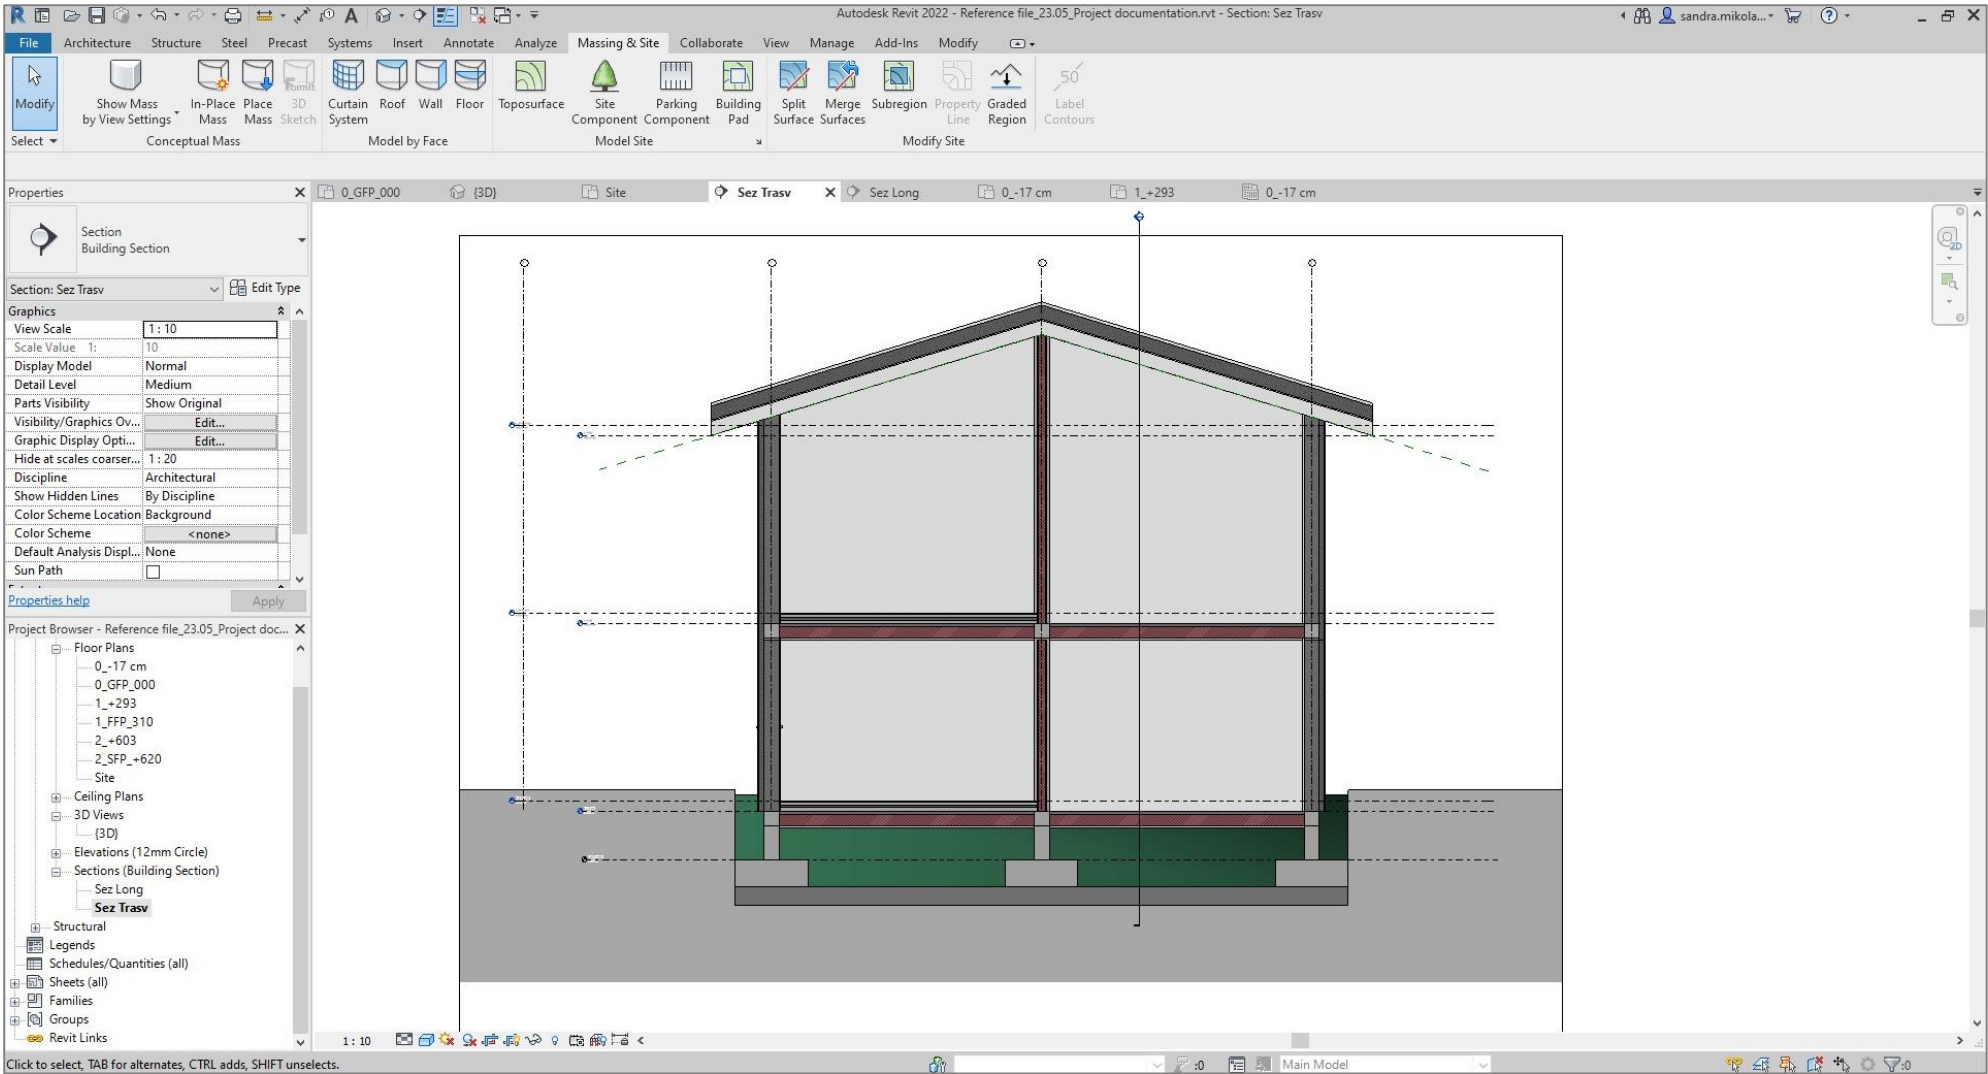 Autodesk Revit 2022 - Reference file_23.05_Project documentation.rvt - Section: Sez Trasv
sandra.mikola...
File Architecture Structure Steel Precast Systems Insert Annotate Analyze Massing & Site Collaborate View Manage Add-Ins Modify
Modify
Show Mass
by View Settings
In-Place
Mass
Place
Mass
3D
Sketch
Curtain
System
Roof
Wall
Floor
Toposurface
Site
Component
Parking
Component
Building
Pad
Split
Surface
Merge
Surfaces
Subregion
Property
Line
Graded
Region
50
Label
Contours
Select
Conceptual Mass
Model by Face
Model Site
Modify Site
Properties
0_GFP_000
{3D}
Site
Sez Trasv
Sez Long
0_-17 cm
1_+293
0_-17 cm
Section
Building Section
Section: Sez Trasv
Edit Type
Graphics
View Scale 1 : 10
Scale Value 1: 10
Display Model Normal
Detail Level Medium
Parts Visibility Show Original
Visibility/Graphics Ov... Edit...
Graphic Display Opti... Edit...
Hide at scales coarser... 1 : 20
Discipline Architectural
Show Hidden Lines By Discipline
Color Scheme Location Background
Color Scheme <none>
Default Analysis Displ... None
Sun Path
Properties help
Apply
Project Browser - Reference file_23.05_Project doc...
Floor Plans
0_-17 cm
0_GFP_000
1_+293
1_FFP_310
2_+603
2_SFP_+620
Site
Ceiling Plans
3D Views
{3D}
Elevations (12mm Circle)
Sections (Building Section)
Sez Long
Sez Trasv
Structural
Legends
Schedules/Quantities (all)
Sheets (all)
Families
Groups
Revit Links
1 : 10
2D
Click to select, TAB for alternates, CTRL adds, SHIFT unselects.
:0
Main Model
:0